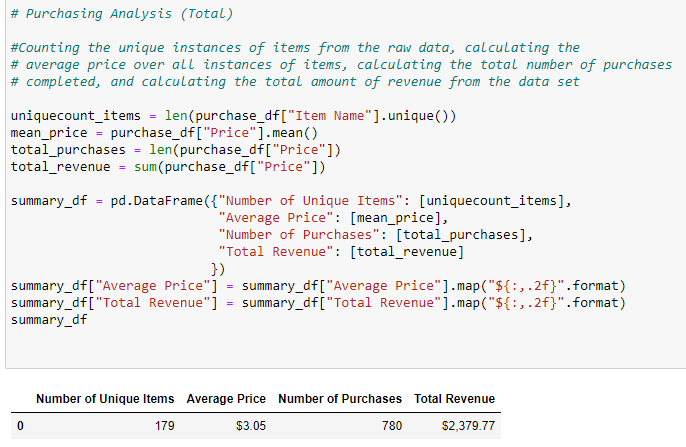 # Purchasing Analysis (Total)
#Counting the unique instances of items from the raw data, calculating the
# average price over all instances of items, calculating the total number of purchases
# completed, and calculating the total amount of revenue from the data set
uniquecount_items = len(purchase_df["Item Name"].unique())
mean_price = purchase_df["Price"].mean()
total_purchases = len(purchase_df["Price"])
total_revenue = sum(purchase_df["Price"])
summary_df = pd.DataFrame({"Number of Unique Items": [uniquecount_items],
"Average Price": [mean_price],
"Number of Purchases": [total_purchases],
"Total Revenue": [total_revenue]
})
summary_df["Average Price"] = summary_df["Average Price"].map("${:,.2f}".format)
summary_df["Total Revenue"] = summary_df["Total Revenue"].map("${:,.2f}".format)
summary_df
Number of Unique Items Average Price Number of Purchases Total Revenue
0 179 $3.05 780 $2,379.77